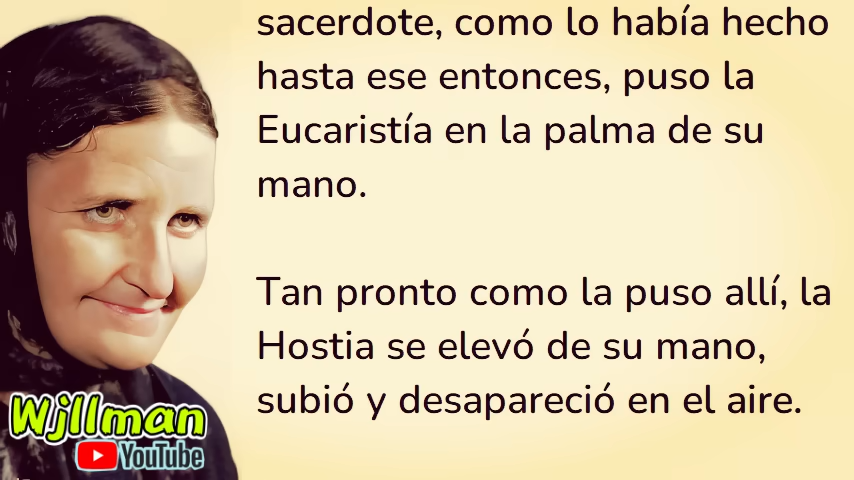 sacerdote, como lo había hecho
hasta ese entonces, puso la
Eucaristía en la palma de su
mano.
Tan pronto como la puso allí, la
Hostia se elevó de su mano,
subió y desapareció en el aire.
Wjllman
YouTube